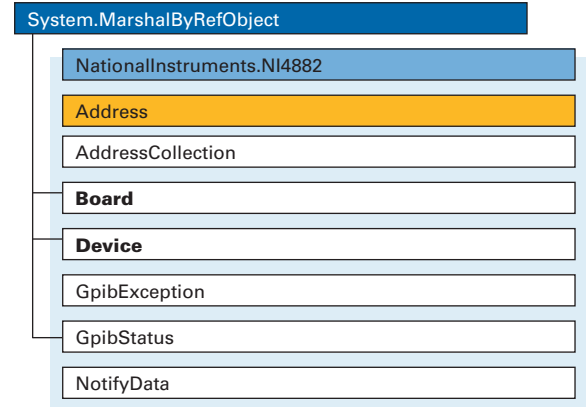 System.MarshalByRefObject
NationalInstruments.NI4882
Address
AddressCollection
Board
Device
GpibException
GpibStatus
NotifyData